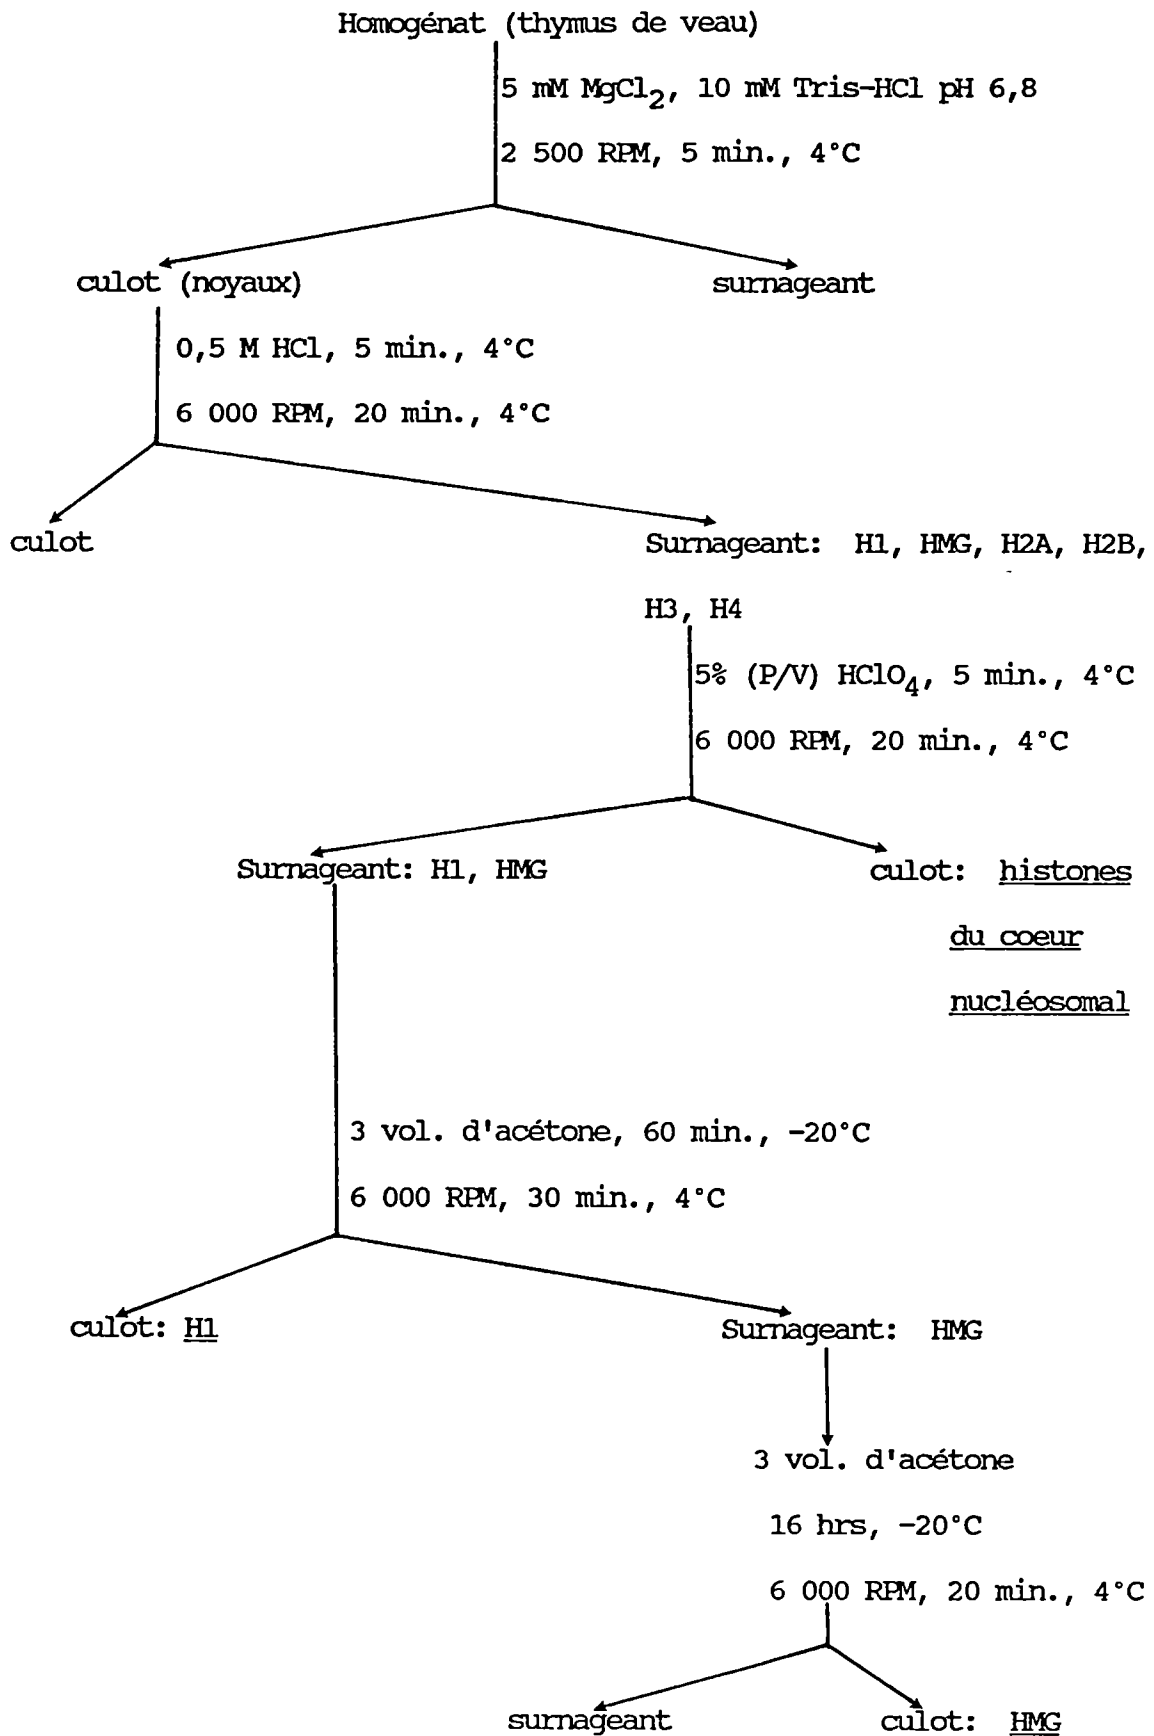 Homogénat (thymus de veau)
5 mM MgCl2, 10 mM Tris-HCl pH 6,8
2 500 RPM, 5 min., 4°C
culot (noyaux)
surnageant
0,5 M HCl, 5 min., 4°C
6 000 RPM, 20 min., 4°C
culot
Surnageant: H1, HMG, H2A, H2B,
H3, H4
5% (P/V) HClO4, 5 min., 4°C
6 000 RPM, 20 min., 4°C
Surnageant: H1, HMG
culot: histones
du coeur
nucléosomal
3 vol. d'acétone, 60 min., -20°C
6 000 RPM, 30 min., 4°C
culot: H1
Surnageant: HMG
3 vol. d'acétone
16 hrs, -20°C
6 000 RPM, 20 min., 4°C
surnageant
culot: HMG